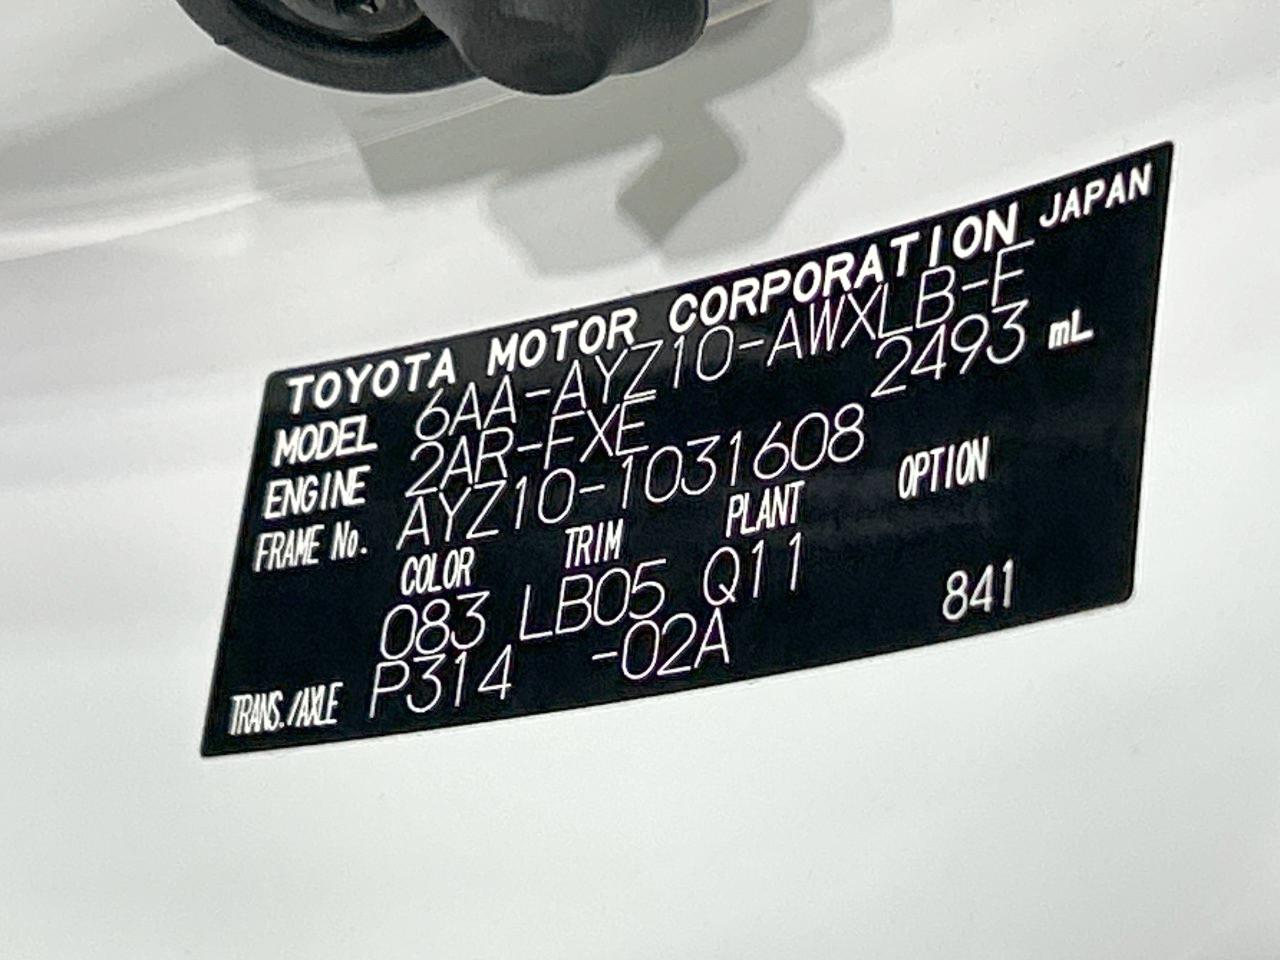 TOYOTA MOTOR CORPORATION JAPAN
MODEL 6AA-AYZ10-AWXLB-F
ENGINE 2AR-FXE 2493 mL
FRAME No. AYZ10-1031608
COLOR TRIM PLANT OPTION
083 LB05 Q11 841
TRANS./AXLE P314 -02A